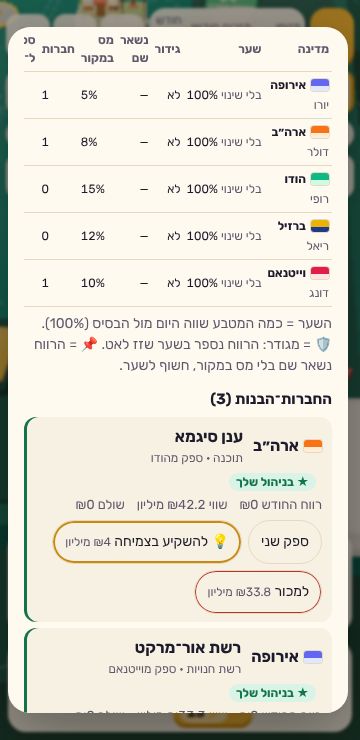 מדינה שער גידור נשאר שם מס במקור חברות
אירופה יורו בלי שינוי 100% לא – 5% 1
ארה״ב דולר בלי שינוי 100% לא – 8% 1
הודו רופי בלי שינוי 100% לא – 15% 0
ברזיל ריאל בלי שינוי 100% לא – 12% 0
וייטנאם דונג בלי שינוי 100% לא – 10% 1
השער = כמה המטבע שווה היום מול הבסיס (100%).
🛡️ = מגודר: הרווח נספר בשער שזז לאט. 📌 = הרווח
נשאר שם בלי מס במקור, חשוף לשער.
החברות־הבנות (3)
ארה״ב ענן סיגמא
תוכנה · ספק מהודו
★ בניהול שלך
רווח החודש ₪0 שווי ₪42.2 מיליון שולם ₪0
ספק שני 💡 להשקיע בצמיחה ₪4 מיליון
למכור ₪33.8 מיליון
אירופה רשת אור־מרקט
רשת חנויות · ספק מוייטנאם
★ בניהול שלך